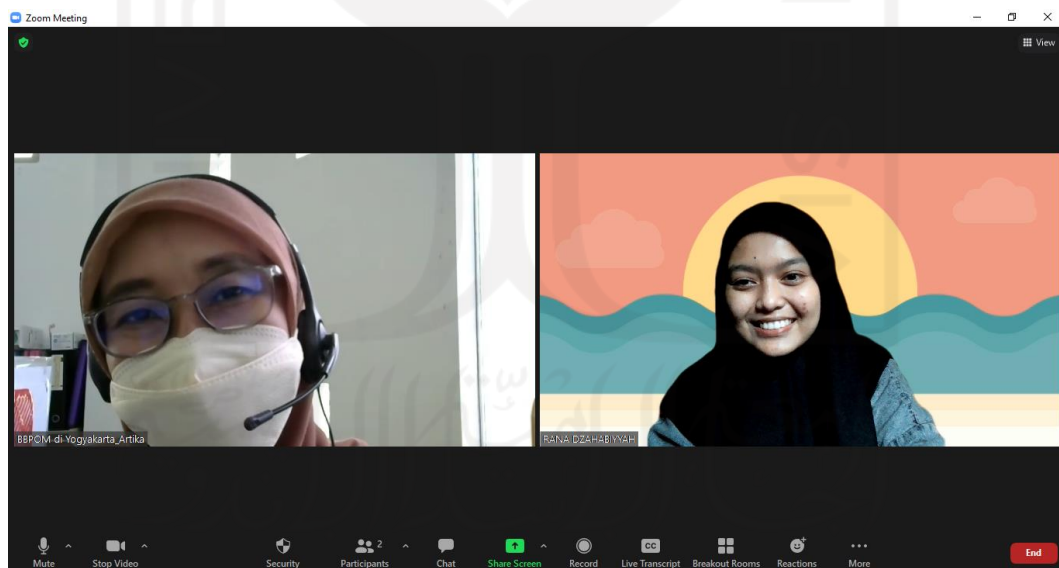 Zoom Meeting
View
BBPOM di Yogyakarta_Artika
RANA DZAHABIYYAH
2
Mute
Stop Video
Security
Participants
Chat
Share Screen
Record
CC
Live Transcript
Breakout Rooms
Reactions
More
End